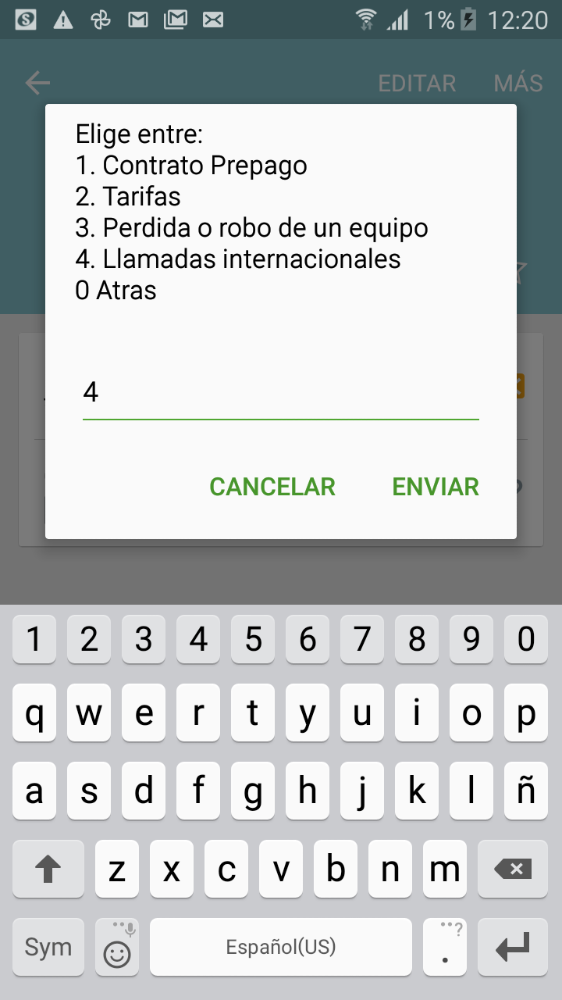 1% 12:20
EDITAR MÁS
Elige entre:
1. Contrato Prepago
2. Tarifas
3. Perdida o robo de un equipo
4. Llamadas internacionales
0 Atras
4
CANCELAR ENVIAR
1 2 3 4 5 6 7 8 9 0
q w e r t y u i o p
a s d f g h j k l ñ
z x c v b n m
Sym Español(US) . ?